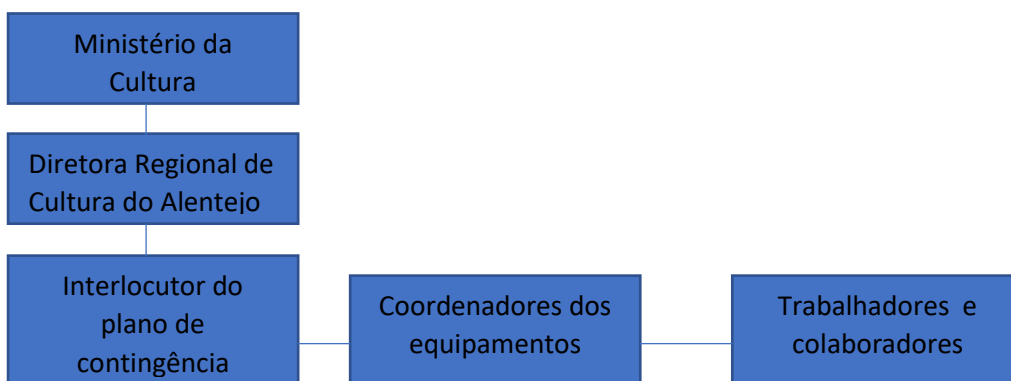 Ministério da
Cultura
Diretora Regional de
Cultura do Alentejo
Interlocutor do
plano de
contingência
Coordenadores dos
equipamentos
Trabalhadores e
colaboradores